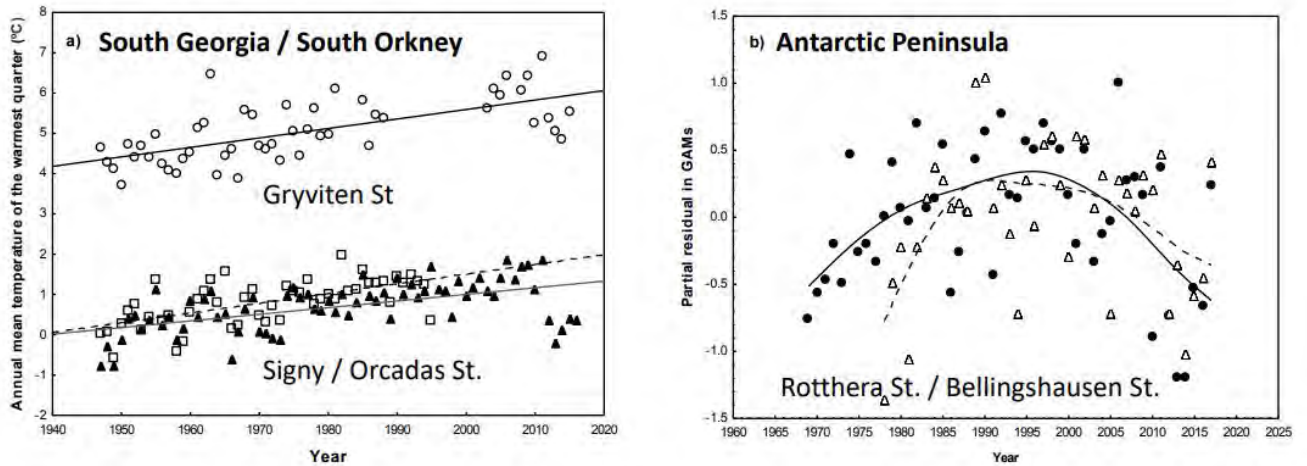 a) South Georgia / South Orkney
Annual mean temperature of the warmest quarter (ºC)
8
7
6
5
4
3
2
1
0
-1
-2
Gryviten St
Signy / Orcadas St.
1940 1950 1960 1970 1980 1990 2000 2010 2020
Year
b) Antarctic Peninsula
Partial residual in GAMs
1.5
1.0
0.5
0.0
-0.5
-1.0
-1.5
Rotthera St. / Bellingshausen St.
1960 1965 1970 1975 1980 1985 1990 1995 2000 2005 2010 2015 2020 2025
Year